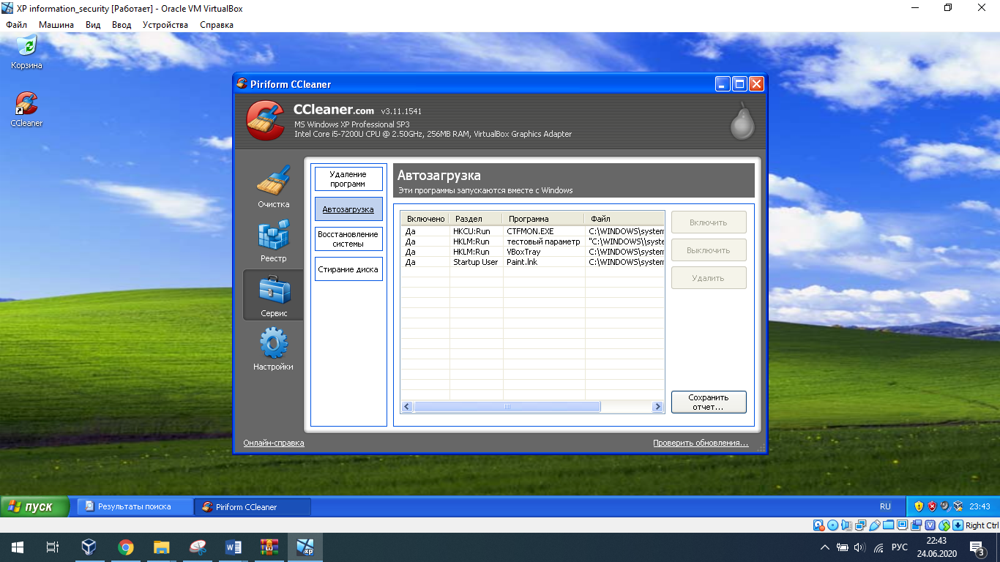 XP information_security [Работает] - Oracle VM VirtualBox
Файл Машина Вид Ввод Устройства Справка
Корзина
CCleaner
Piriform CCleaner
CCleaner.com v3.11.1541
MS Windows XP Professional SP3
Intel Core i5-7200U CPU @ 2.50GHz, 256MB RAM, VirtualBox Graphics Adapter
Очистка
Реестр
Сервис
Настройки
Удаление
программ
Автозагрузка
Восстановление
системы
Стирание диска
Автозагрузка
Эти программы запускаются вместе с Windows
Включено Раздел Программа Файл
Да HKCU:Run CTFMON.EXE C:\WINDOWS\system
Да HKLM:Run тестовый параметр "C:\WINDOWS\\syste
Да HKLM:Run VBoxTray C:\WINDOWS\system
Да Startup User Paint.lnk C:\WINDOWS\system
Включить
Выключить
Удалить
Сохранить
отчет...
Онлайн-справка
Проверить обновления...
пуск
Результаты поиска
Piriform CCleaner
RU
23:43
Right Ctrl
XP
РУС
22:43
24.06.2020
3